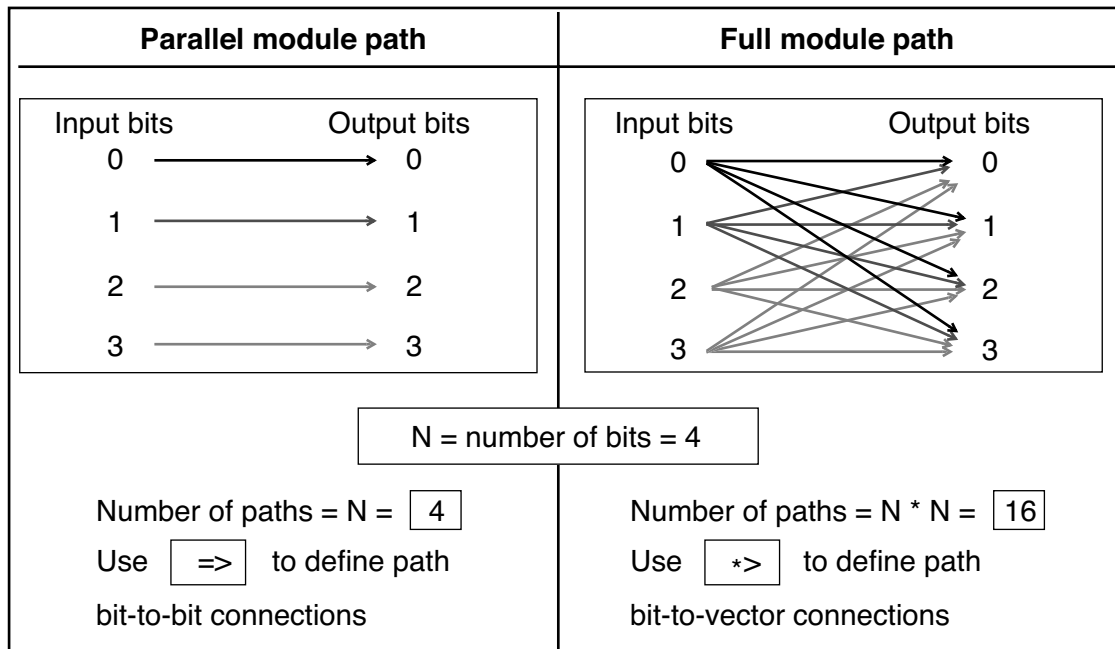 Parallel module path
Full module path
Input bits Output bits
0 0
1 1
2 2
3 3
Input bits Output bits
0 0
1 1
2 2
3 3
N = number of bits = 4
Number of paths = N = 4
Use => to define path
bit-to-bit connections
Number of paths = N * N = 16
Use *> to define path
bit-to-vector connections